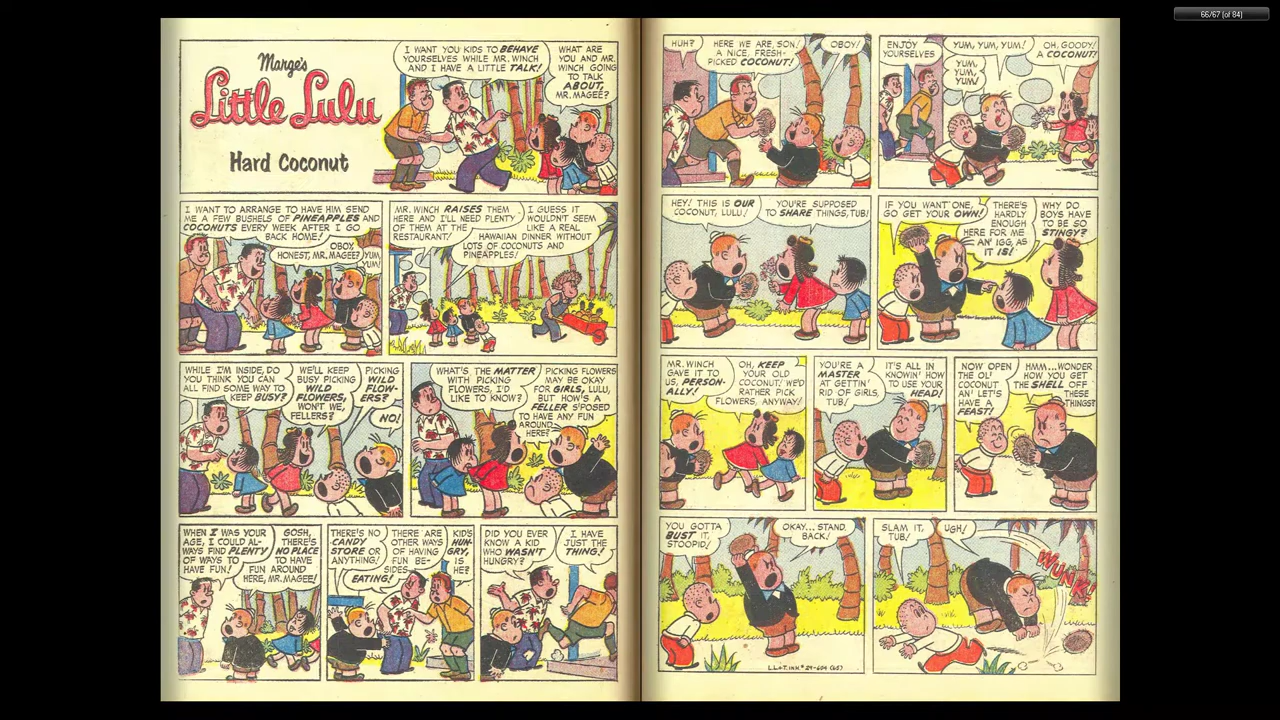 66/67 (of 84)
Marge's
Little Lulu
Hard Coconut
I WANT YOU KIDS TO BEHAVE
YOURSELVES WHILE MR. WINCH
AND I HAVE A LITTLE TALK!
WHAT ARE
YOU AND MR.
WINCH GOING
TO TALK
ABOUT,
MR. MAGEE?
I WANT TO ARRANGE TO HAVE HIM SEND
ME A FEW BUSHELS OF PINEAPPLES AND
COCONUTS EVERY WEEK AFTER I GO
BACK HOME!
HONEST, MR. MAGEE?
OBOY,
YUM,
YUM!
MR. WINCH RAISES THEM
HERE AND I'LL NEED PLENTY
OF THEM AT THE
RESTAURANT!
I GUESS IT
WOULDN'T SEEM
LIKE A REAL
HAWAIIAN DINNER WITHOUT
LOTS OF COCONUTS AND
PINEAPPLES!
WHILE I'M INSIDE, DO
YOU THINK YOU CAN
ALL FIND SOME WAY TO
KEEP BUSY?
WE'LL KEEP
BUSY PICKING
WILD
FLOWERS,
WON'T WE,
FELLERS?
PICKING
WILD
FLOW-
ERS?
NO!
WHAT'S THE MATTER
WITH PICKING
FLOWERS, I'D
LIKE TO KNOW?
PICKING FLOWERS
MAY BE OKAY
FOR GIRLS, LULU,
BUT HOW'S A
FELLER S'POSED
TO HAVE ANY FUN
AROUND
HERE?
WHEN I WAS YOUR
AGE, I COULD AL-
WAYS FIND PLENTY
OF WAYS TO
HAVE FUN!
GOSH,
THERE'S
NO PLACE
TO HAVE
FUN AROUND
HERE, MR. MAGEE!
THERE'S NO
CANDY
STORE OR
ANYTHING!
THERE ARE
OTHER WAYS
OF HAVING
FUN BE-
SIDES
EATING!
KID'S
HUN-
GRY,
IS
HE?
DID YOU EVER
KNOW A KID
WHO WASN'T
HUNGRY?
I HAVE
JUST THE
THING!
HUH?
HERE WE ARE, SON!
A NICE, FRESH-
PICKED COCONUT!
OBOY!
ENJOY
YOURSELVES
YUM, YUM, YUM!
YUM,
YUM,
YUM!
OH, GOODY!
A COCONUT!
HEY! THIS IS OUR
COCONUT, LULU!
YOU'RE SUPPOSED
TO SHARE THINGS, TUB!
IF YOU WANT ONE,
GO GET YOUR OWN!
THERE'S
HARDLY
ENOUGH
HERE FOR ME
AN' IGG, AS
IT IS!
WHY DO
BOYS HAVE
TO BE SO
STINGY?
MR. WINCH
GAVE IT TO
US, PERSON-
ALLY!
OH, KEEP
YOUR OLD
COCONUT! WE'D
RATHER PICK
FLOWERS, ANYWAY!
YOU'RE A
MASTER
AT GETTIN'
RID OF GIRLS,
TUB!
IT'S ALL IN
KNOWIN' HOW
TO USE YOUR
HEAD!
NOW OPEN
THE OL'
COCONUT
AN' LET'S
HAVE A
FEAST!
HMM...WONDER
HOW YOU GET
THE SHELL OFF
THESE
THINGS?
YOU GOTTA
BUST IT,
STOOPID!
OKAY... STAND
BACK!
L.L.&T. IN H. #29-604 (65)
SLAM IT,
TUB!
UGH!
WUNK!